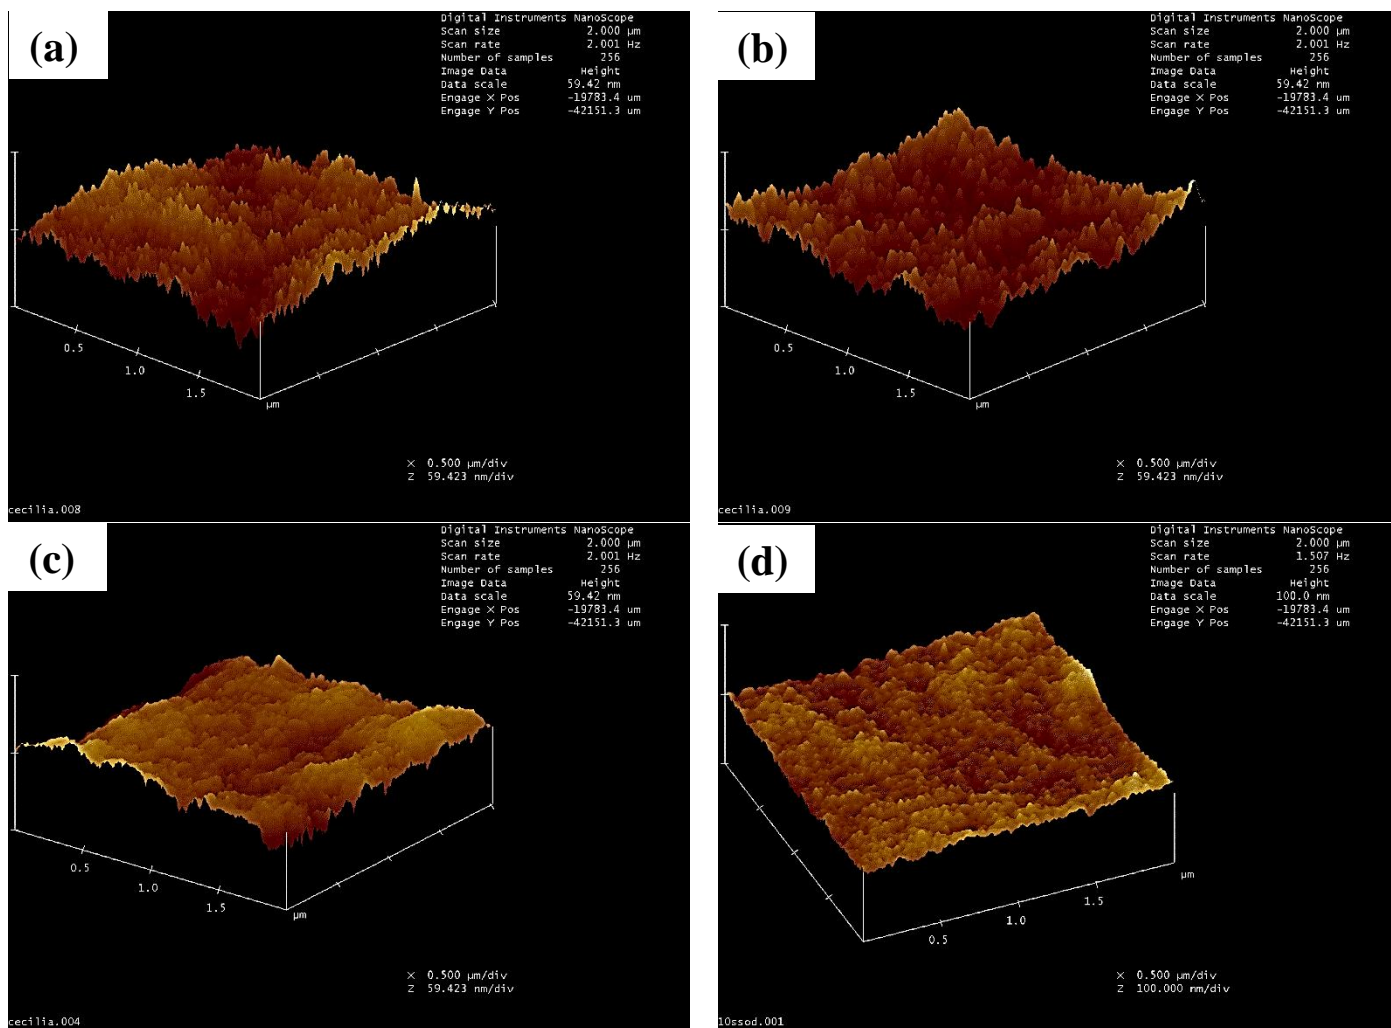 (a)
Digital Instruments NanoScope
Scan size 2.000 µm
Scan rate 2.001 Hz
Number of samples 256
Image Data Height
Data scale 59.42 nm
Engage X Pos -19783.4 um
Engage Y Pos -42151.3 um
0.5
1.0
1.5
µm
X 0.500 µm/div
Z 59.423 nm/div
cecilia.008
(b)
Digital Instruments NanoScope
Scan size 2.000 µm
Scan rate 2.001 Hz
Number of samples 256
Image Data Height
Data scale 59.42 nm
Engage X Pos -19783.4 um
Engage Y Pos -42151.3 um
0.5
1.0
1.5
µm
X 0.500 µm/div
Z 59.423 nm/div
cecilia.009
(c)
Digital Instruments NanoScope
Scan size 2.000 µm
Scan rate 2.001 Hz
Number of samples 256
Image Data Height
Data scale 59.42 nm
Engage X Pos -19783.4 um
Engage Y Pos -42151.3 um
0.5
1.0
1.5
µm
X 0.500 µm/div
Z 59.423 nm/div
cecilia.004
(d)
Digital Instruments NanoScope
Scan size 2.000 µm
Scan rate 1.507 Hz
Number of samples 256
Image Data Height
Data scale 100.0 nm
Engage X Pos -19783.4 um
Engage Y Pos -42151.3 um
µm
1.5
1.0
0.5
X 0.500 µm/div
Z 100.000 nm/div
10ssod.001